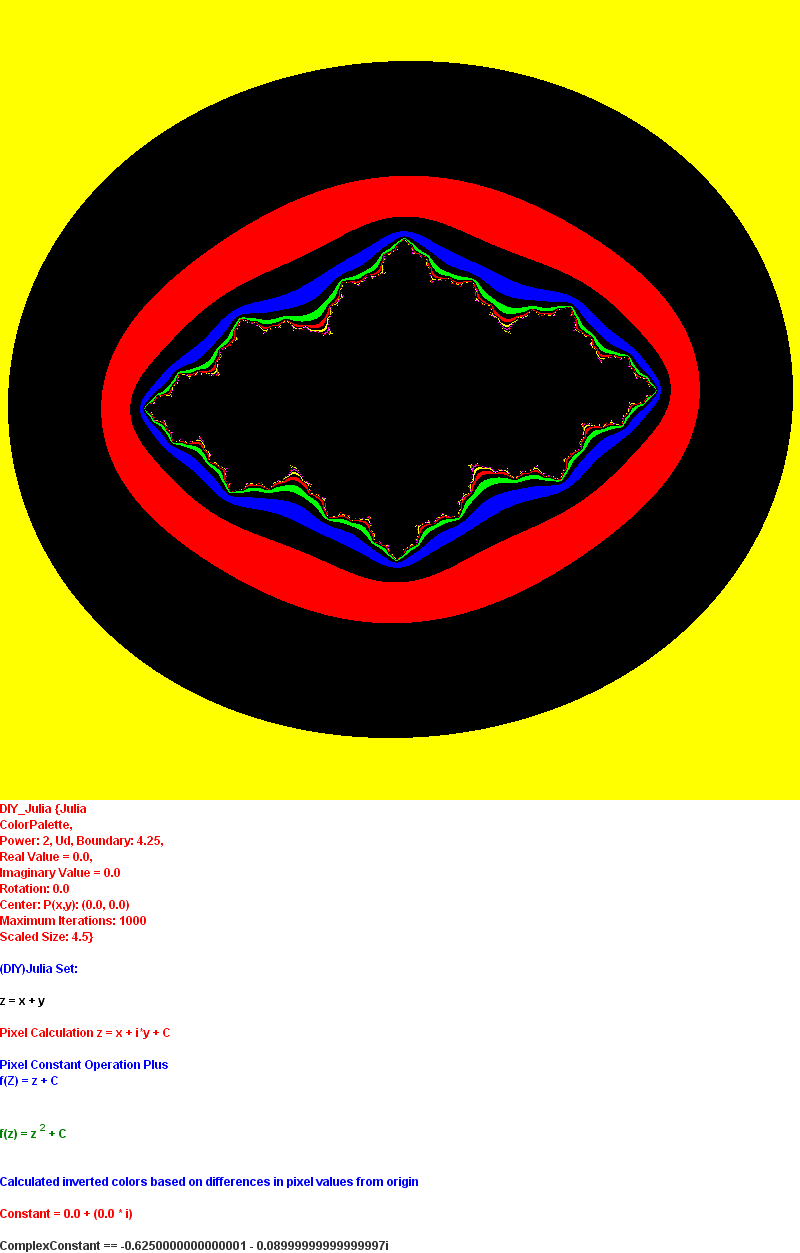 DIY_Julia {Julia
ColorPalette,
Power: 2, Ud, Boundary: 4.25,
Real Value = 0.0,
Imaginary Value = 0.0
Rotation: 0.0
Center: P(x,y): (0.0, 0.0)
Maximum Iterations: 1000
Scaled Size: 4.5}
(DIY)Julia Set:
z = x + y
Pixel Calculation z = x + i*y + C
Pixel Constant Operation Plus
f(Z) = z + C
f(z) = z ² + C
Calculated inverted colors based on differences in pixel values from origin
Constant = 0.0 + (0.0 * i)
ComplexConstant == -0.6250000000000001 - 0.08999999999999997i